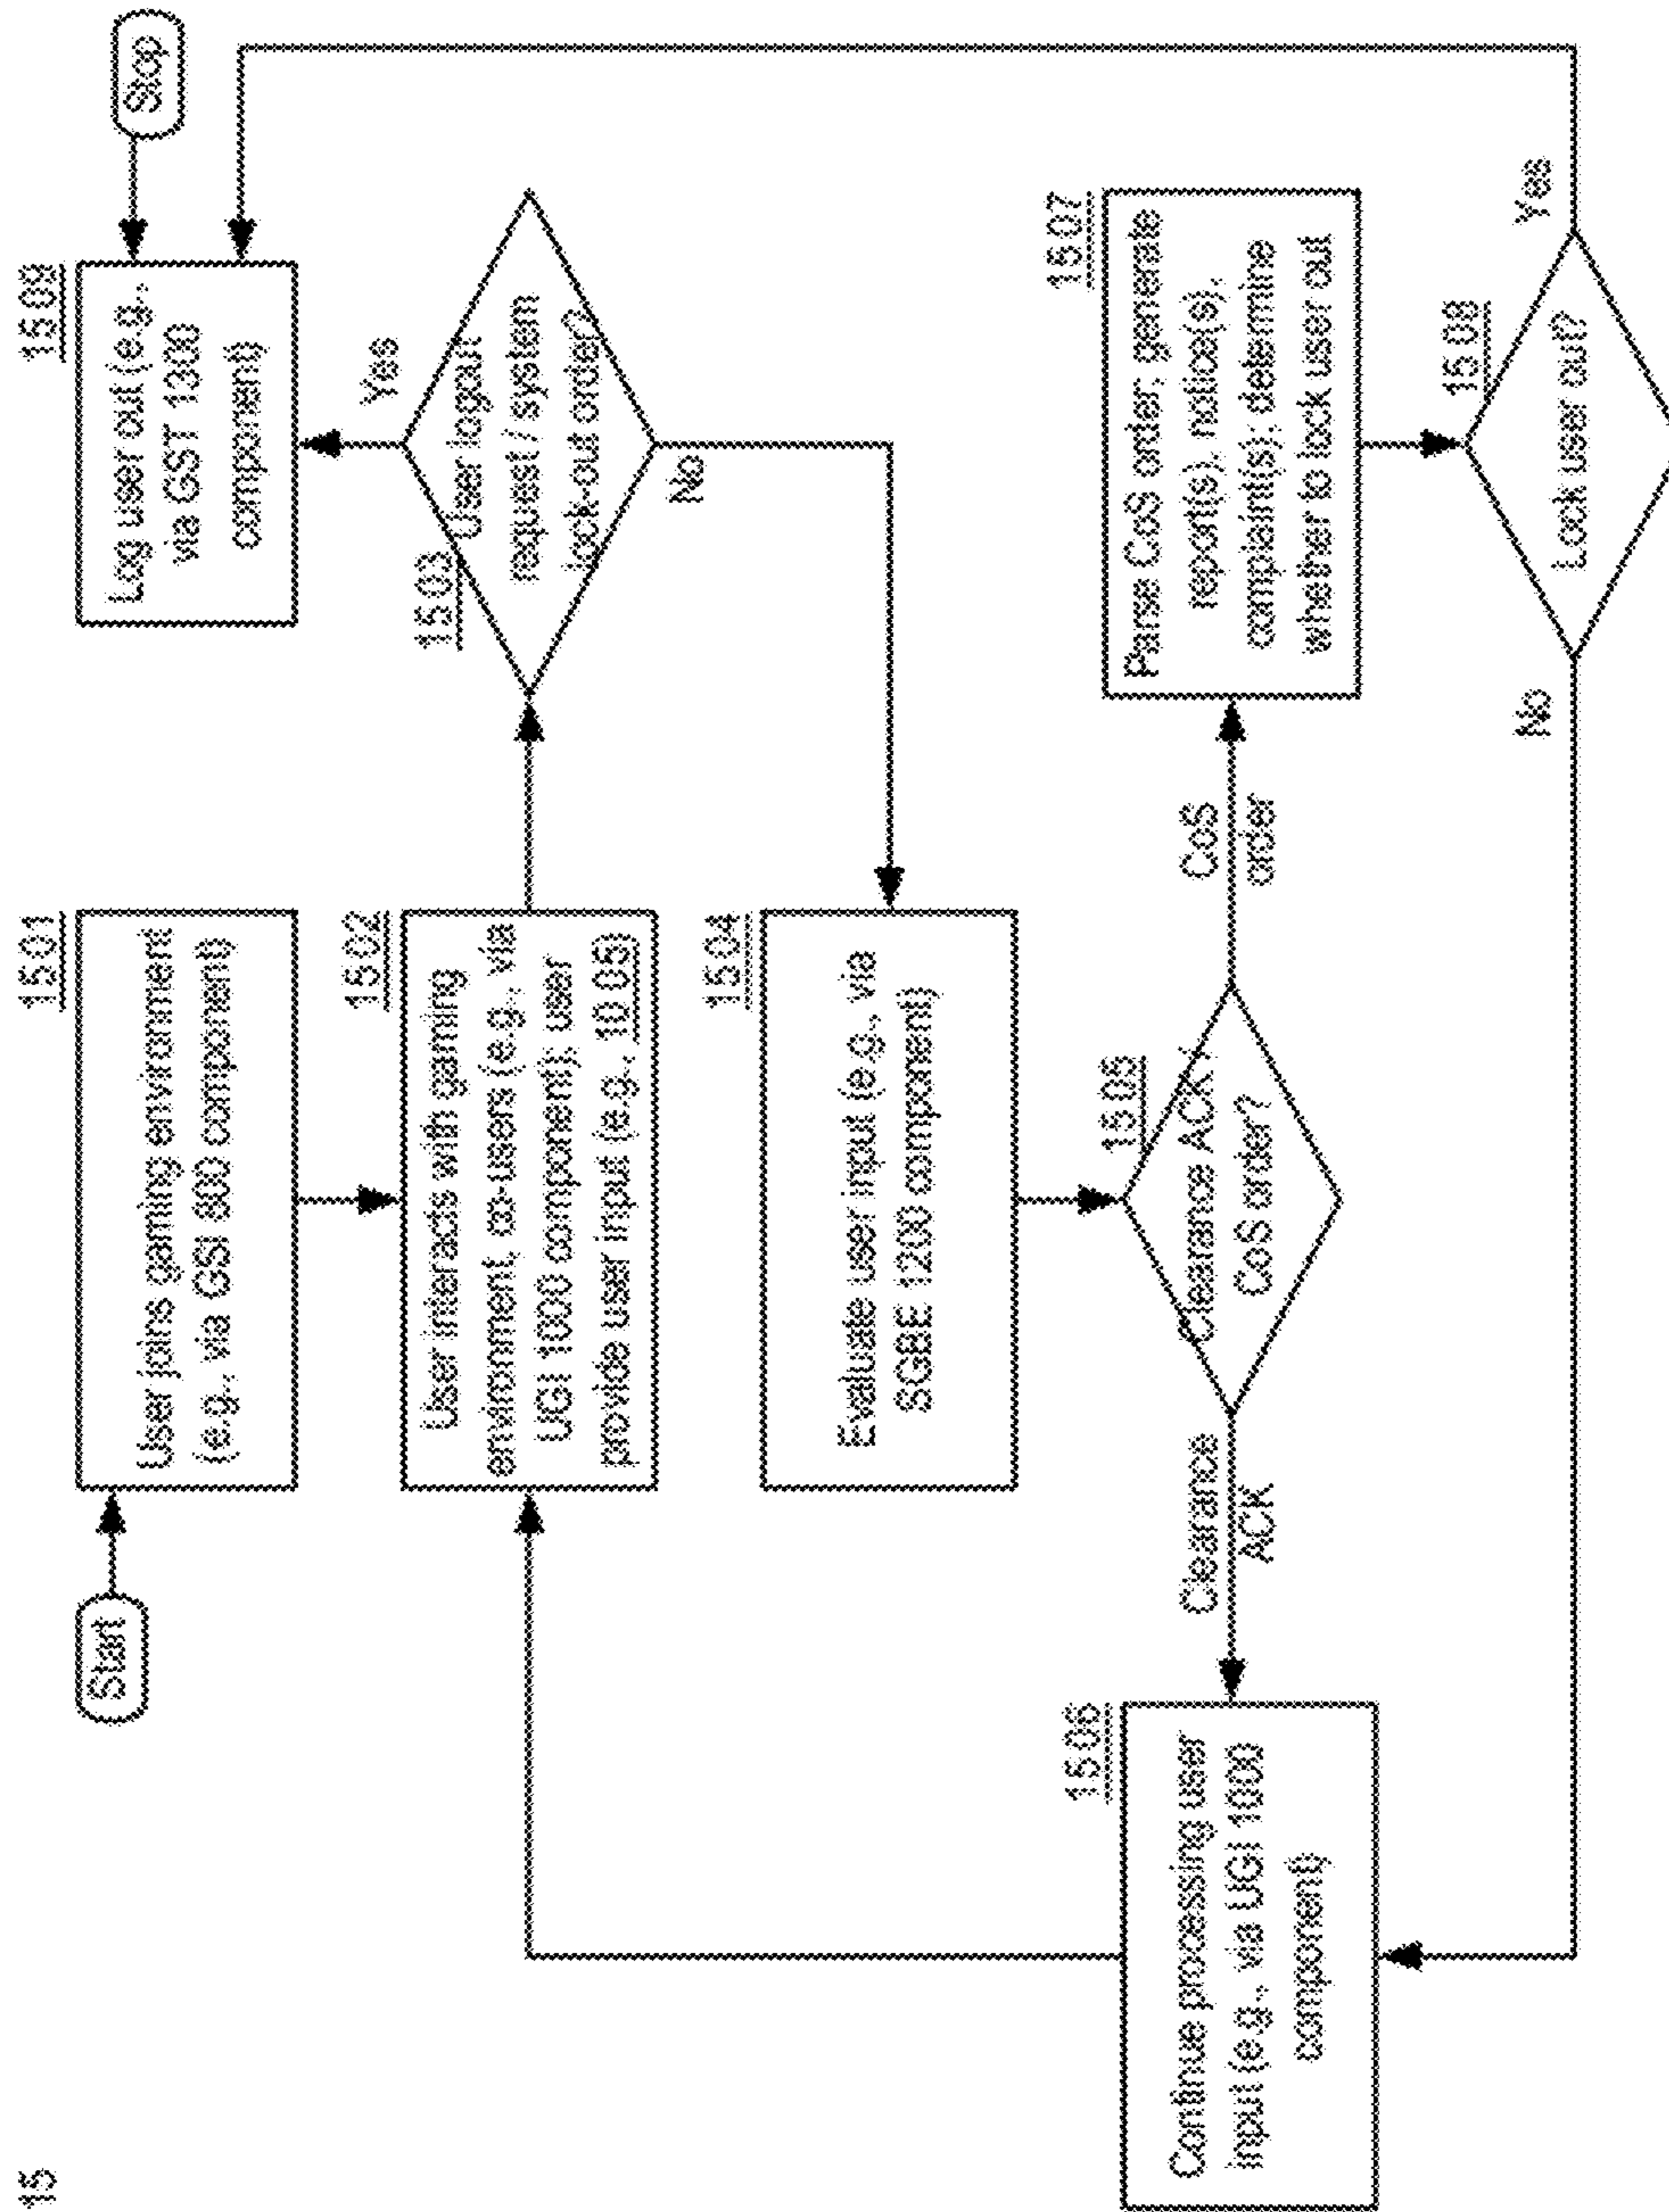 15
Start
1501
User joins gaming environment
(e.g., via GSI 800 component)
1502
User interacts with gaming
environment, co-users (e.g., via
UGI 1000 component); user
provide user input (e.g., 1005)
1503
User logout
request / system
lock-out order?
Yes
No
1509
Log user out (e.g.,
via GST 1300
component)
Stop
1504
Evaluate user input (e.g., via
SGBE 1200 component)
1505
Clearance ACK /
CoS order?
Clearance
ACK
CoS
order
1506
Continue processing user
input (e.g., via UGI 1000
component)
1507
Parse CoS order; generate
report(s), notice(s),
complaint(s); determine
whether to lock user out
1508
Lock user out?
Yes
No